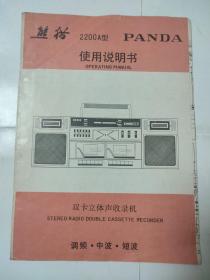 熊猫 2200A型 PANDA
使用说明书
OPERATING MANUAL
双卡立体声收录机
STEREO RADIO DOUBLE CASSETTE RECORDER
调频·中波·短波